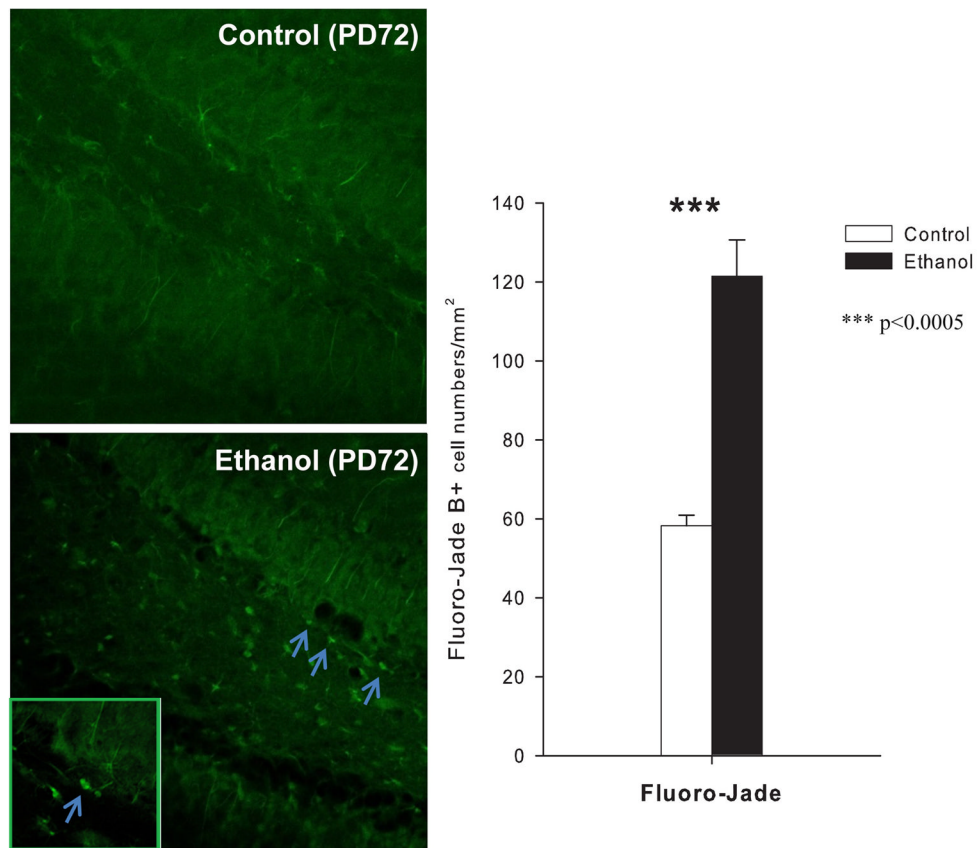 Control (PD72)
Ethanol (PD72)
Fluoro-Jade B+ cell numbers/mm²
140
120
100
80
60
40
20
0
***
Fluoro-Jade
Control
Ethanol
*** p<0.0005